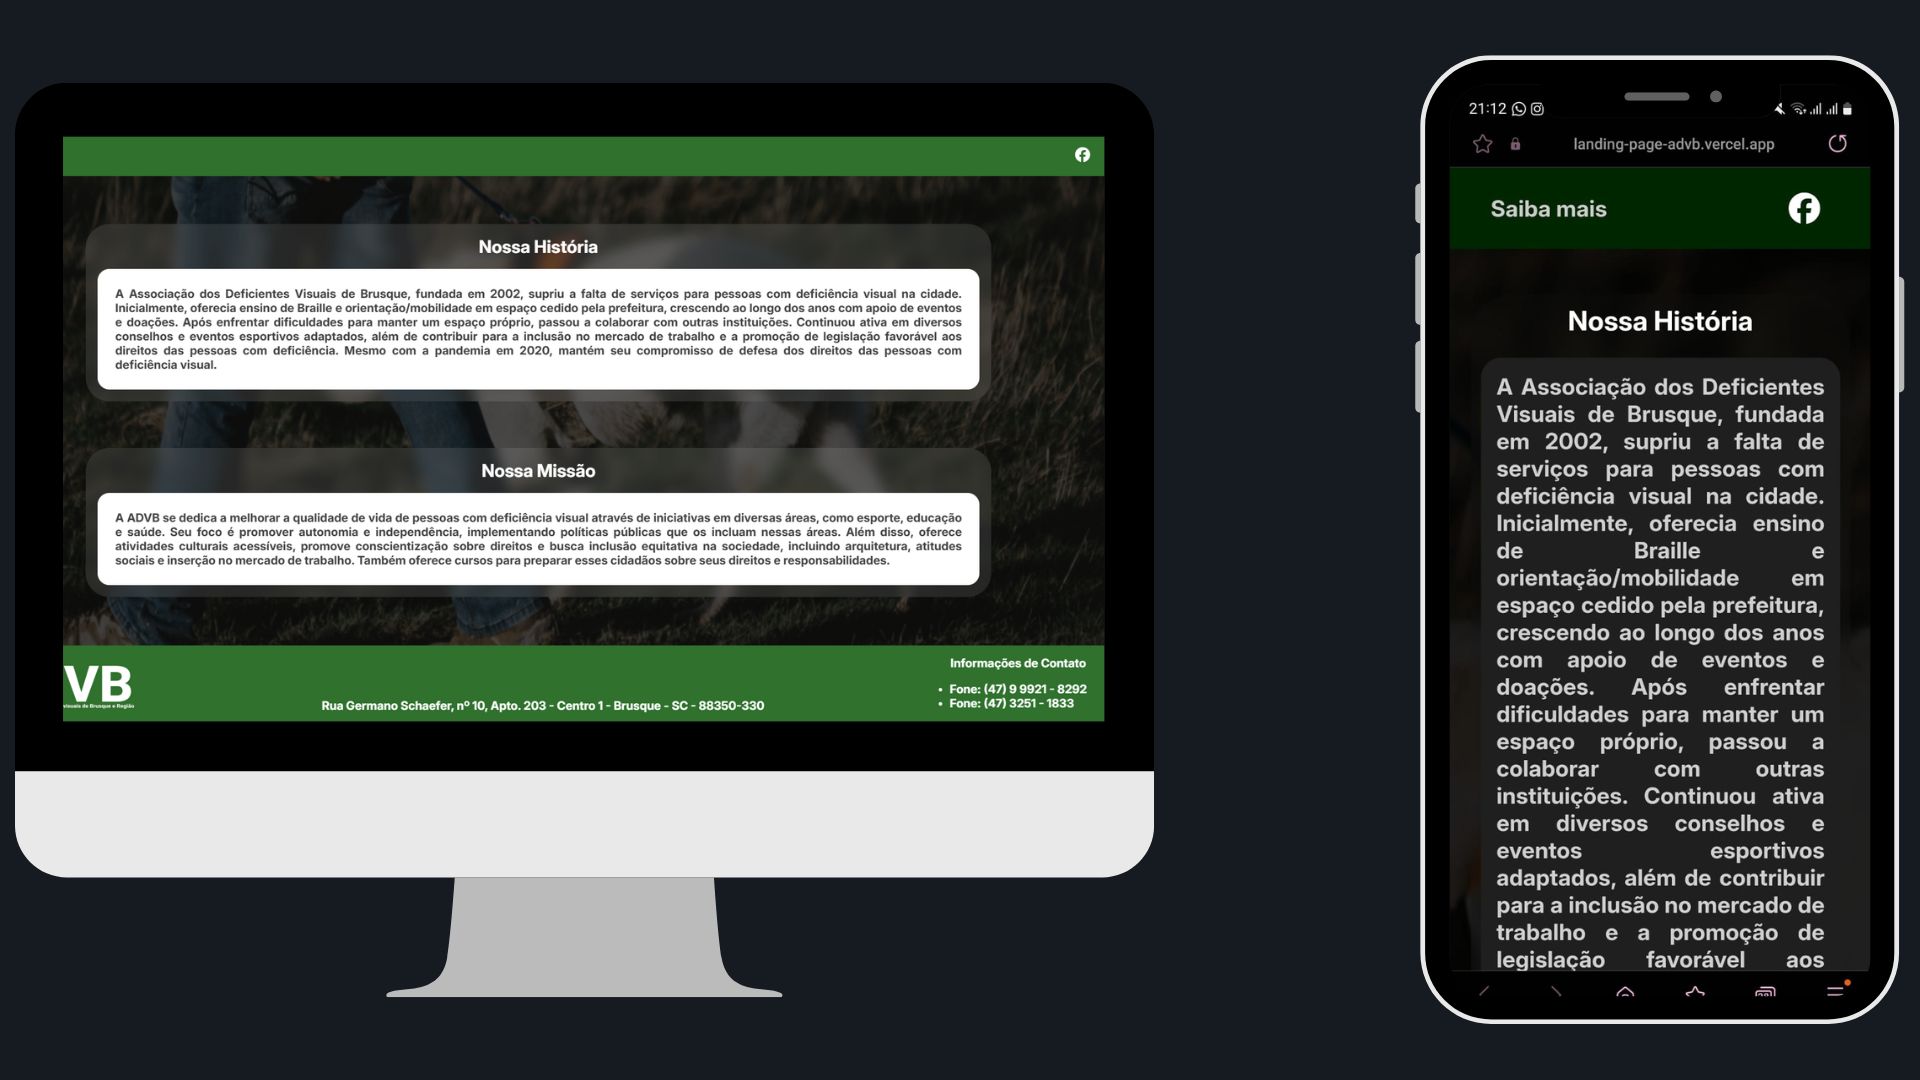 Nossa História
A Associação dos Deficientes Visuais de Brusque, fundada em 2002, supriu a falta de serviços para pessoas com deficiência visual na cidade.
Inicialmente, oferecia ensino de Braille e orientação/mobilidade em espaço cedido pela prefeitura, crescendo ao longo dos anos com apoio de eventos
e doações. Após enfrentar dificuldades para manter um espaço próprio, passou a colaborar com outras instituições. Continuou ativa em diversos
conselhos e eventos esportivos adaptados, além de contribuir para a inclusão no mercado de trabalho e a promoção de legislação favorável aos
direitos das pessoas com deficiência. Mesmo com a pandemia em 2020, mantém seu compromisso de defesa dos direitos das pessoas com
deficiência visual.
Nossa Missão
A ADVB se dedica a melhorar a qualidade de vida de pessoas com deficiência visual através de iniciativas em diversas áreas, como esporte, educação
e saúde. Seu foco é promover autonomia e independência, implementando políticas públicas que os incluam nessas áreas. Além disso, oferece
atividades culturais acessíveis, promove conscientização sobre direitos e busca inclusão equitativa na sociedade, incluindo arquitetura, atitudes
sociais e inserção no mercado de trabalho. Também oferece cursos para preparar esses cidadãos sobre seus direitos e responsabilidades.
VB
visuais de Brusque e Região
Rua Germano Schaefer, nº 10, Apto. 203 - Centro 1 - Brusque - SC - 88350-330
Informações de Contato
• Fone: (47) 9 9921 - 8292
• Fone: (47) 3251 - 1833
21:12
landing-page-advb.vercel.app
Saiba mais
Nossa História
A Associação dos Deficientes
Visuais de Brusque, fundada
em 2002, supriu a falta de
serviços para pessoas com
deficiência visual na cidade.
Inicialmente, oferecia ensino
de Braille e
orientação/mobilidade em
espaço cedido pela prefeitura,
crescendo ao longo dos anos
com apoio de eventos e
doações. Após enfrentar
dificuldades para manter um
espaço próprio, passou a
colaborar com outras
instituições. Continuou ativa
em diversos conselhos e
eventos esportivos
adaptados, além de contribuir
para a inclusão no mercado de
trabalho e a promoção de
legislação favorável aos